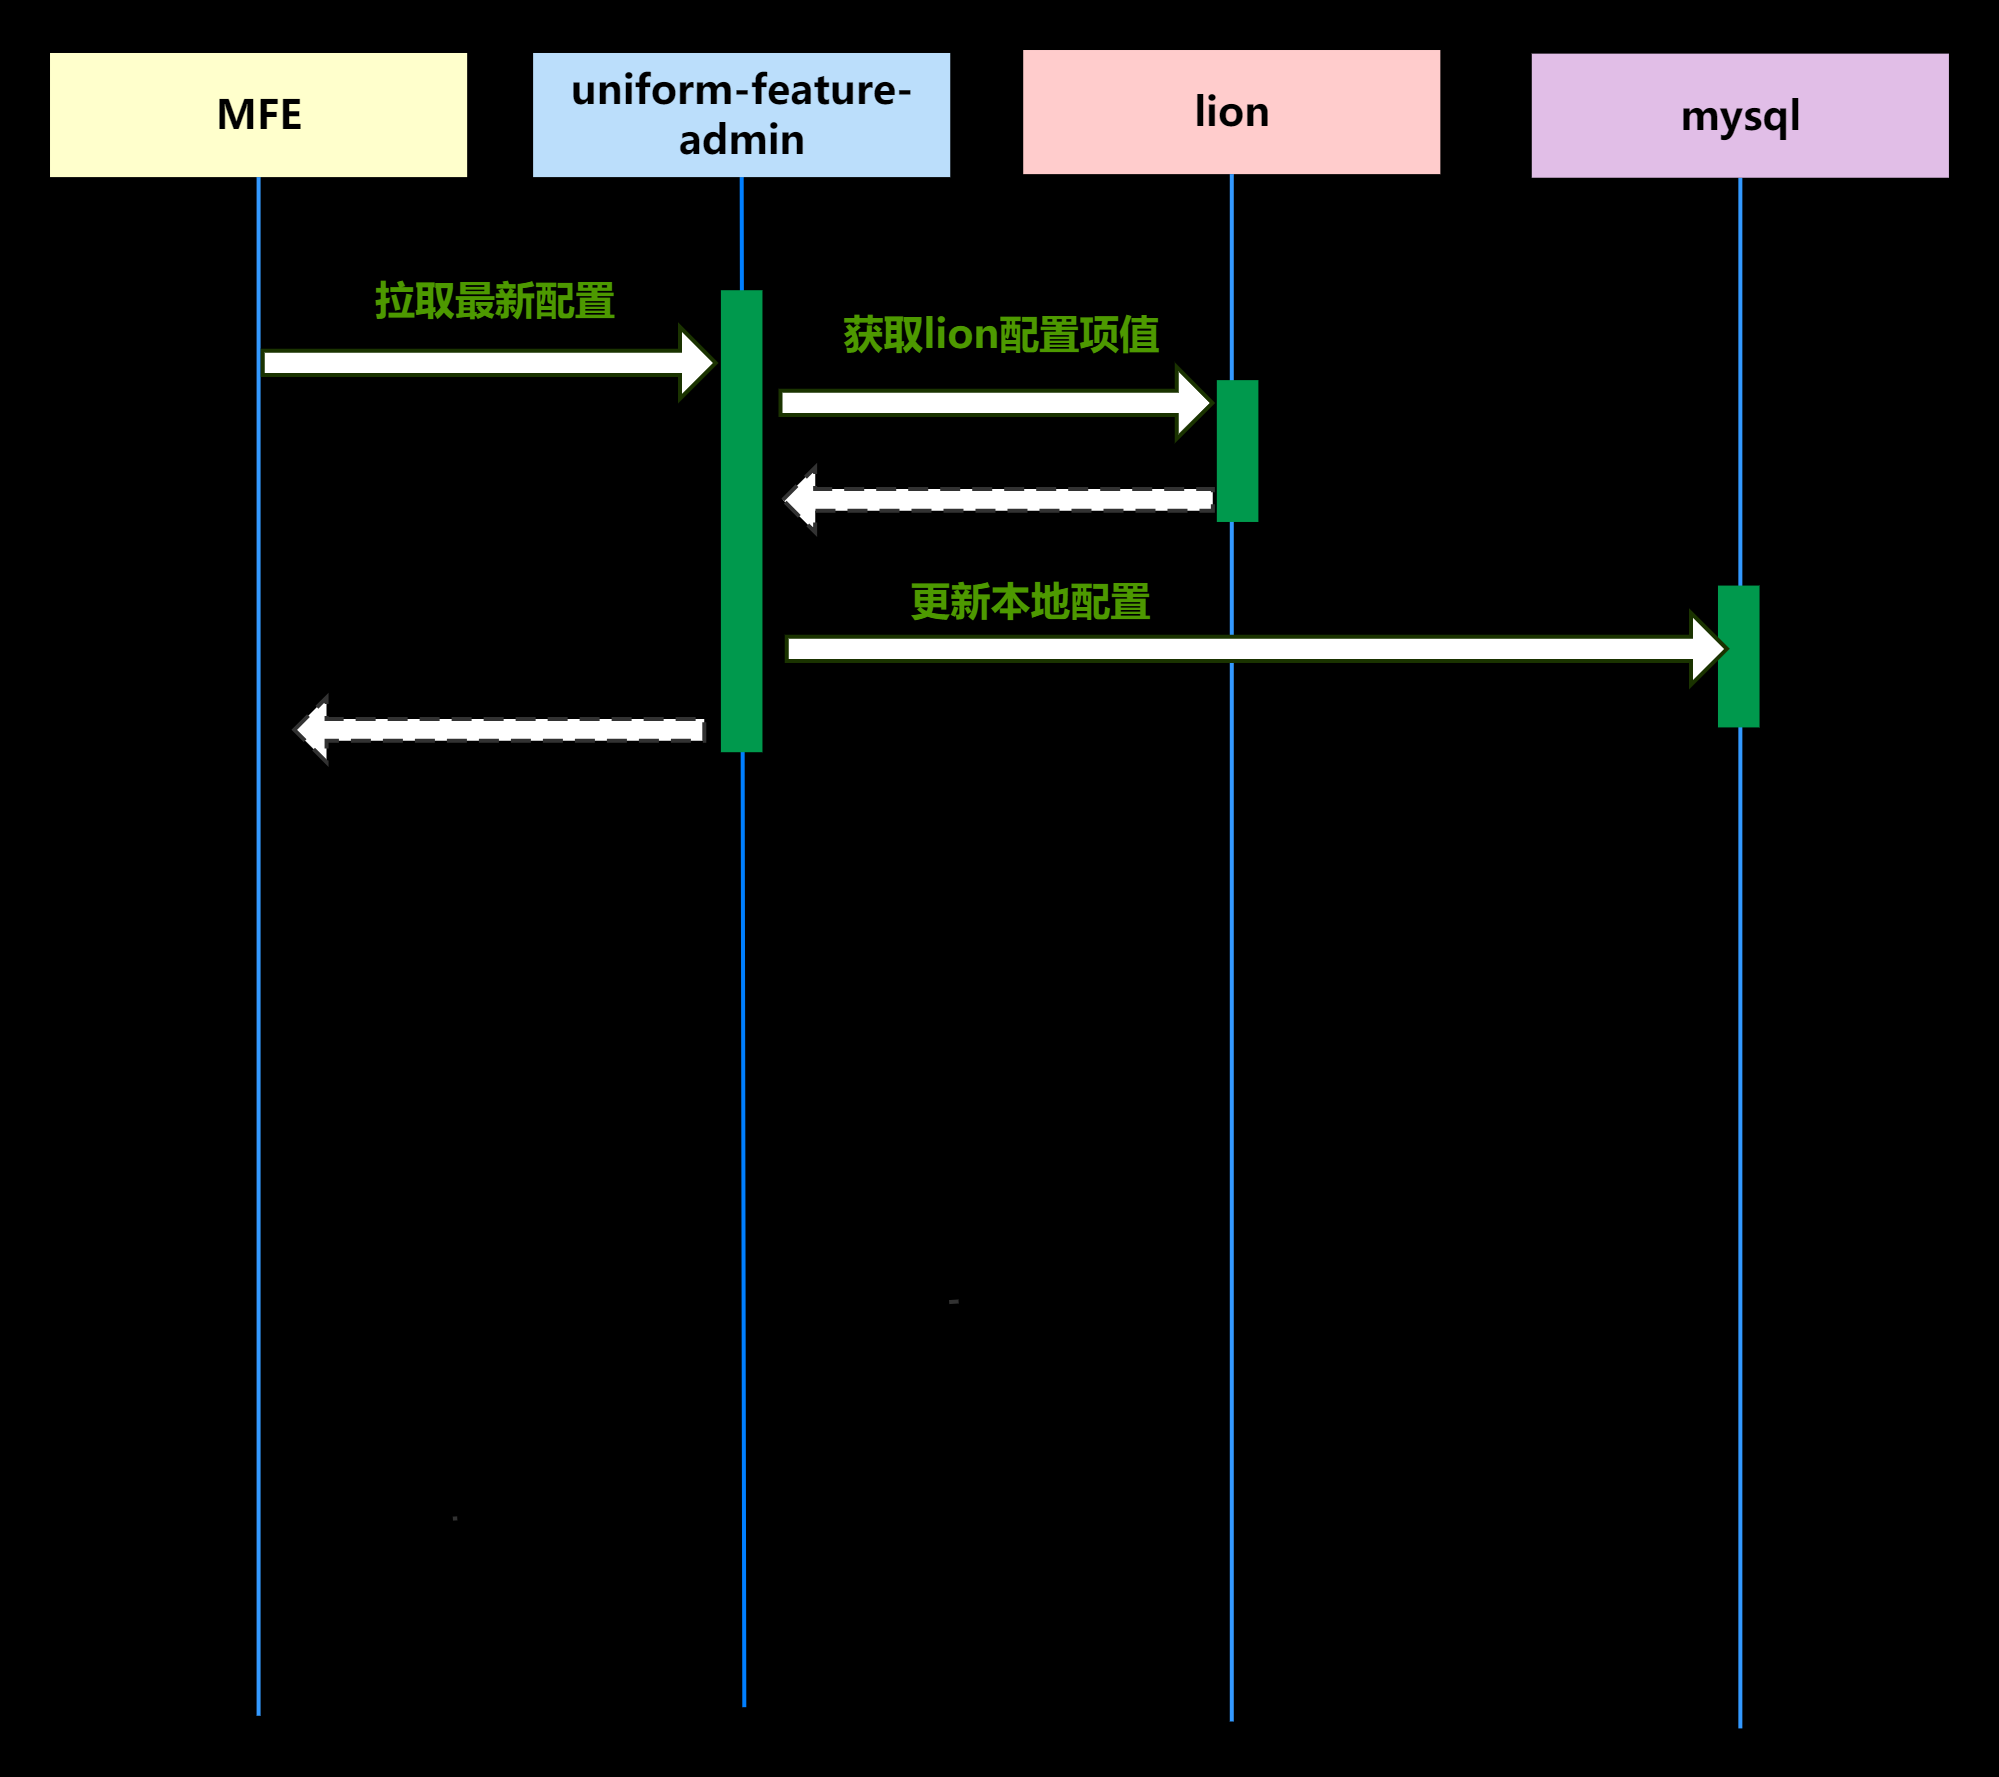 MFE
uniform-feature-
admin
lion
mysql
拉取最新配置
获取lion配置项值
更新本地配置